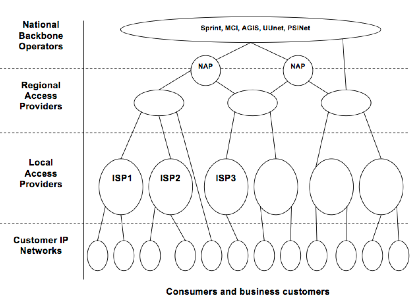 National
Backbone
Operators
Sprint, MCI, AGIS, UUnet, PSINet
NAP
NAP
Regional
Access
Providers
Local
Access
Providers
ISP1
ISP2
ISP3
Customer IP
Networks
Consumers and business customers